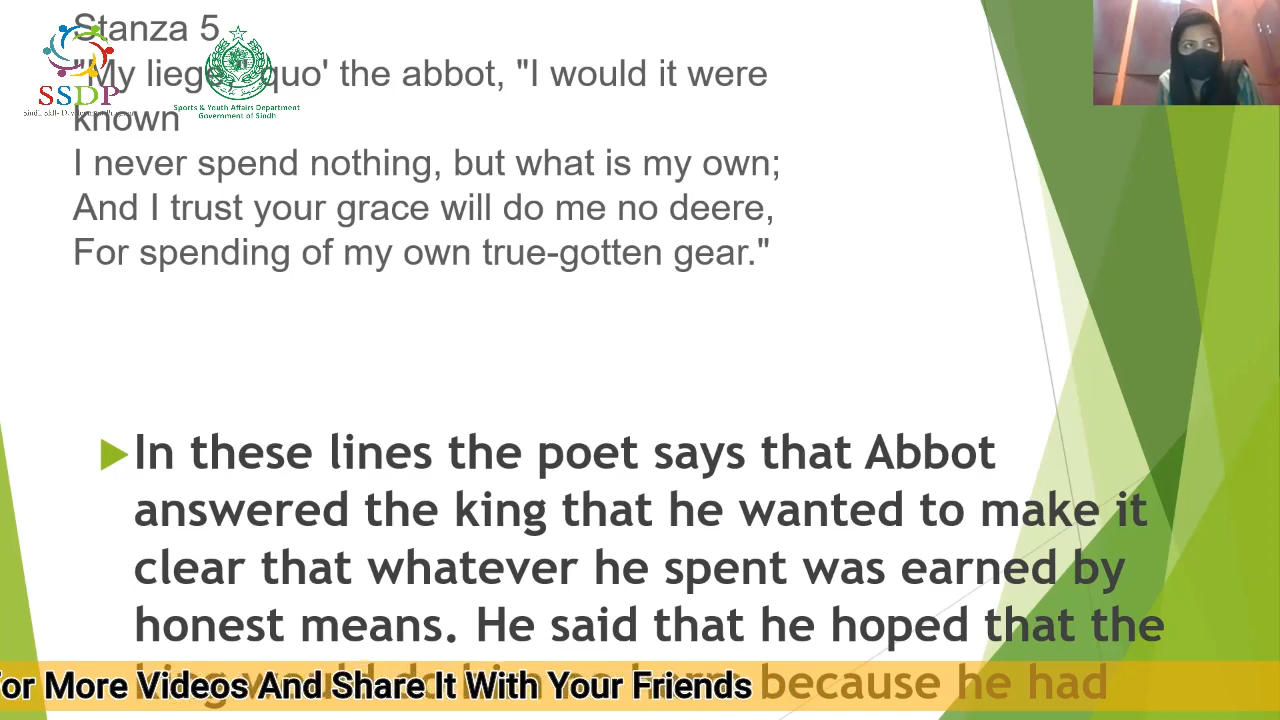 Stanza 5
"My liege," quo' the abbot, "I would it were
known
I never spend nothing, but what is my own;
And I trust your grace will do me no deere,
For spending of my own true-gotten gear."
SSDP
Sports & Youth Affairs Department
Government of Sindh
In these lines the poet says that Abbot
answered the king that he wanted to make it
clear that whatever he spent was earned by
honest means. He said that he hoped that the
because he had
For More Videos And Share It With Your Friends